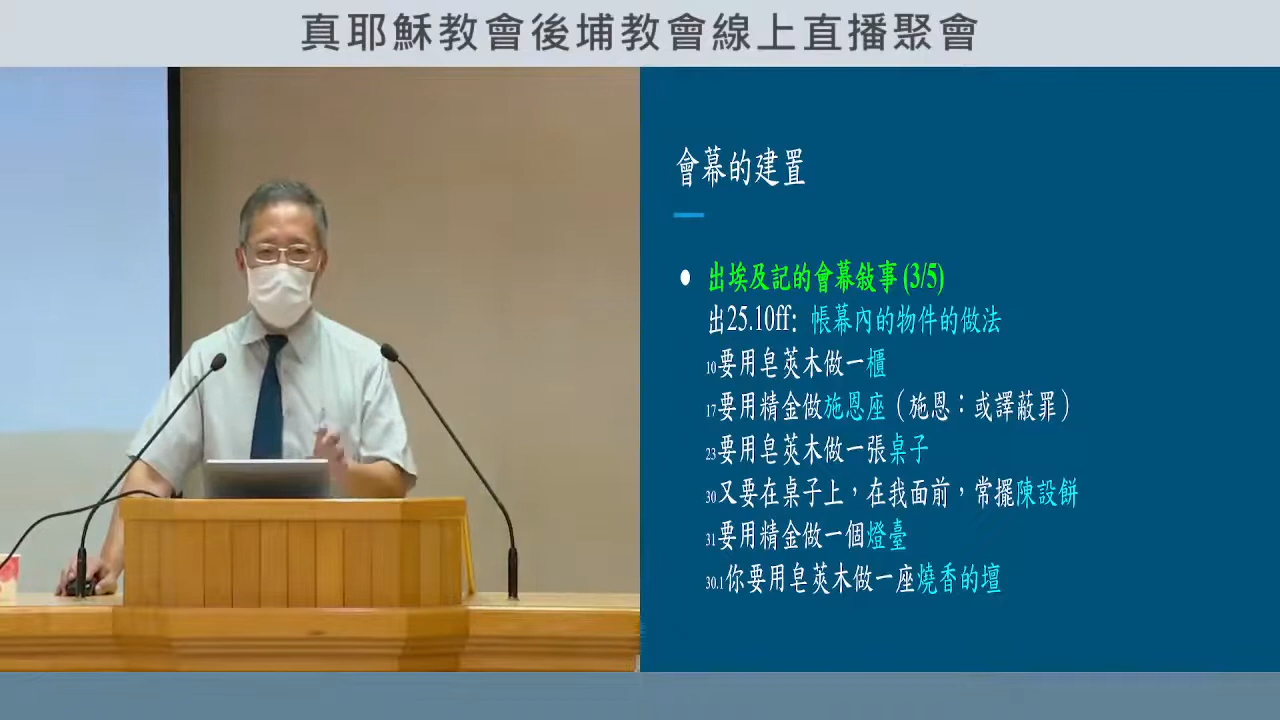 真耶穌教會後埔教會線上直播聚會
會幕的建置
● 出埃及記的會幕敍事 (3/5)
出25.10ff: 帳幕內的物件的做法
10要用皂莢木做一櫃
17要用精金做施恩座（施恩：或譯蔽罪）
23要用皂莢木做一張桌子
30又要在桌子上，在我面前，常擺陳設餅
31要用精金做一個燈臺
30.1你要用皂莢木做一座燒香的壇